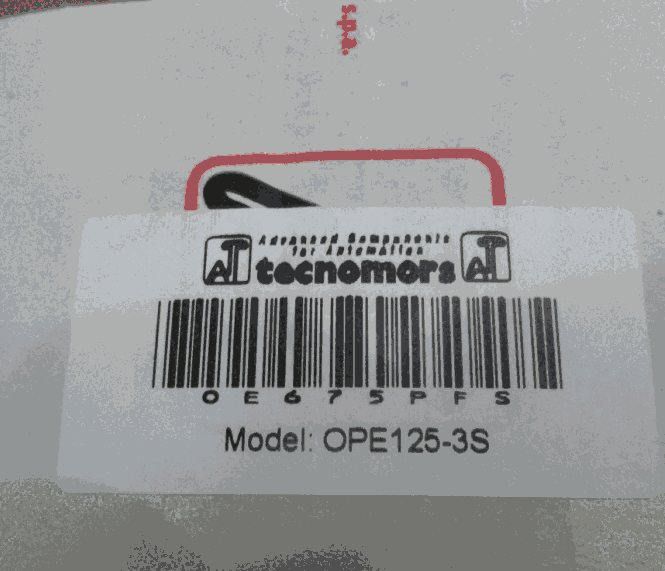 s.p.a.
Advanced Components
for Automation
AT tecnomors AT
OE675PFS
Model: OPE125-3S